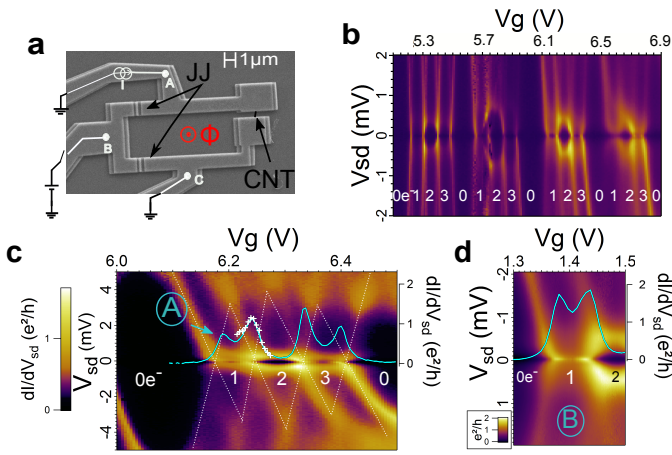 a
JJ
H1μm
I
A
Φ
B
C
CNT
b
Vg (V)
5.3 5.7 6.1 6.5 6.9
Vsd (mV)
2
1
0
-1
-2
0e- 1 2 3 0 1 2 3 0 1 2 3 0 1 2 3 0
c
Vg (V)
6.0 6.2 6.4
dI/dVsd (e²/h)
1
0
Vsd (mV)
4
2
0
-2
-4
A
0e- 1 2 3 0
2
1
0
dI/dVsd (e²/h)
d
Vg (V)
1.3 1.4 1.5
Vsd (mV)
-2
-1
0
1
0e- 1 2
B
2
1
0
dI/dVsd (e²/h)
e²/h
2
1
0